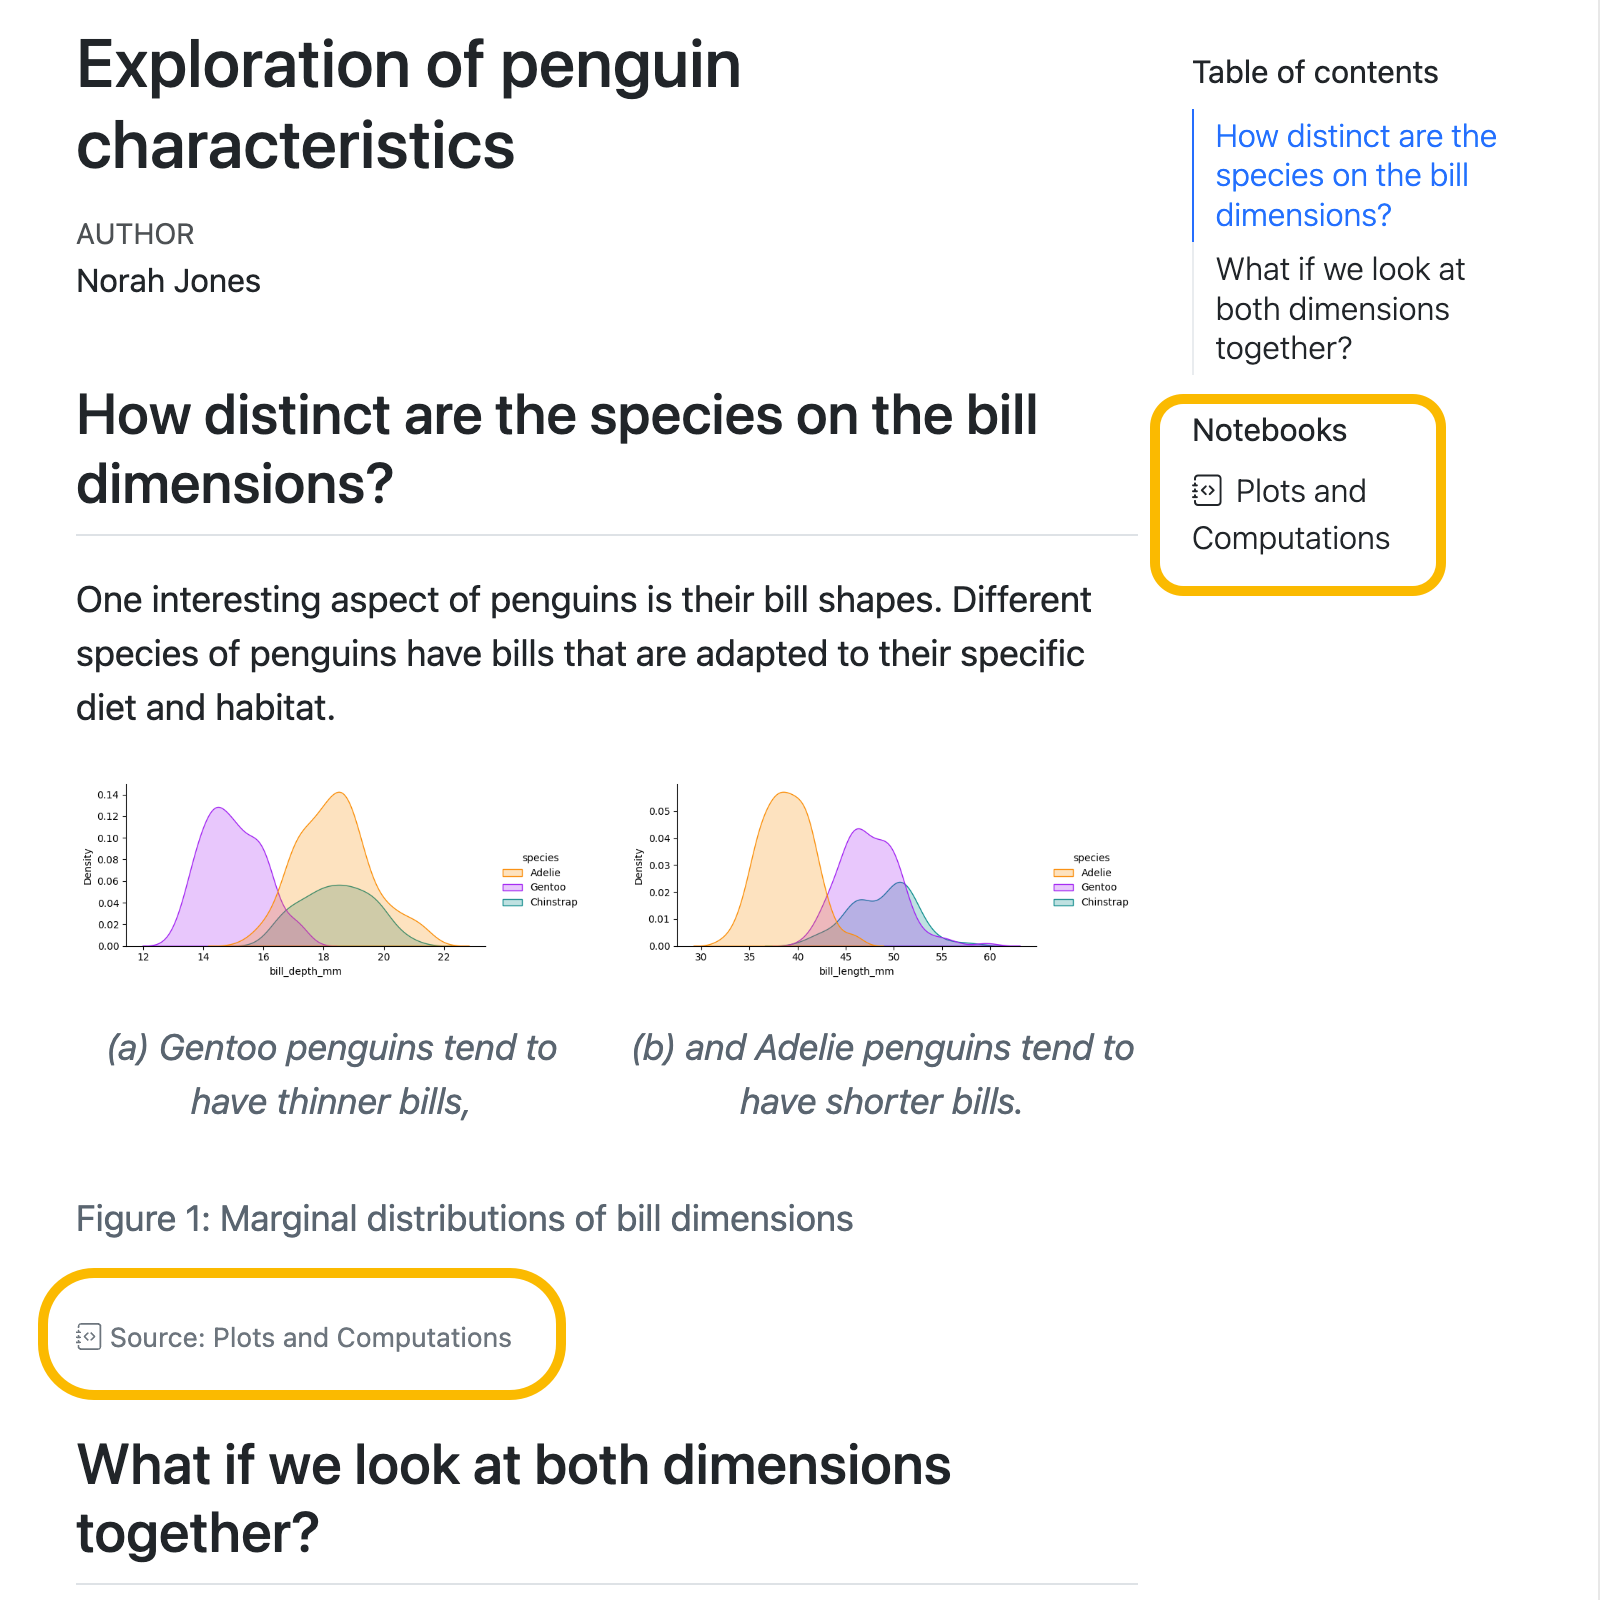 Exploration of penguin
characteristics
AUTHOR
Norah Jones
How distinct are the species on the bill
dimensions?
One interesting aspect of penguins is their bill shapes. Different
species of penguins have bills that are adapted to their specific
diet and habitat.
0.14
0.12
0.10
0.08
0.06
0.04
0.02
0.00
Density
12 14 16 18 20 22
bill_depth_mm
species
Adelie
Gentoo
Chinstrap
0.05
0.04
0.03
0.02
0.01
0.00
Density
30 35 40 45 50 55 60
bill_length_mm
species
Adelie
Gentoo
Chinstrap
(a) Gentoo penguins tend to
have thinner bills,
(b) and Adelie penguins tend to
have shorter bills.
Figure 1: Marginal distributions of bill dimensions
Source: Plots and Computations
What if we look at both dimensions
together?
Table of contents
How distinct are the
species on the bill
dimensions?
What if we look at
both dimensions
together?
Notebooks
Plots and
Computations